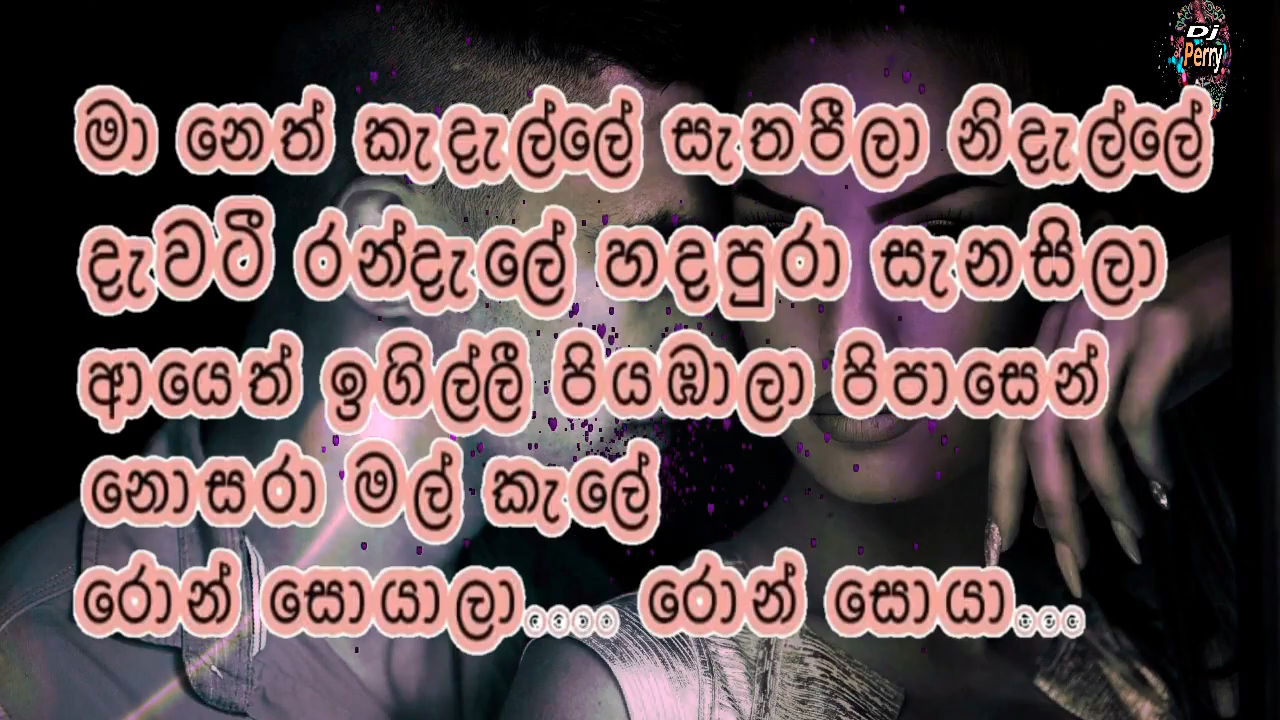 Dj
Perry
මා නෙත් කැදැල්ලේ සැතපීලා නිදැල්ලේ
දැවටී රන්දැලේ හදපුරා සැනසිලා
ආයෙත් ඉගිල්ලී පියඹාලා පිපාසෙන්
නොසරා මල් කැලේ
රොන් සොයාලා.... රොන් සොයා...